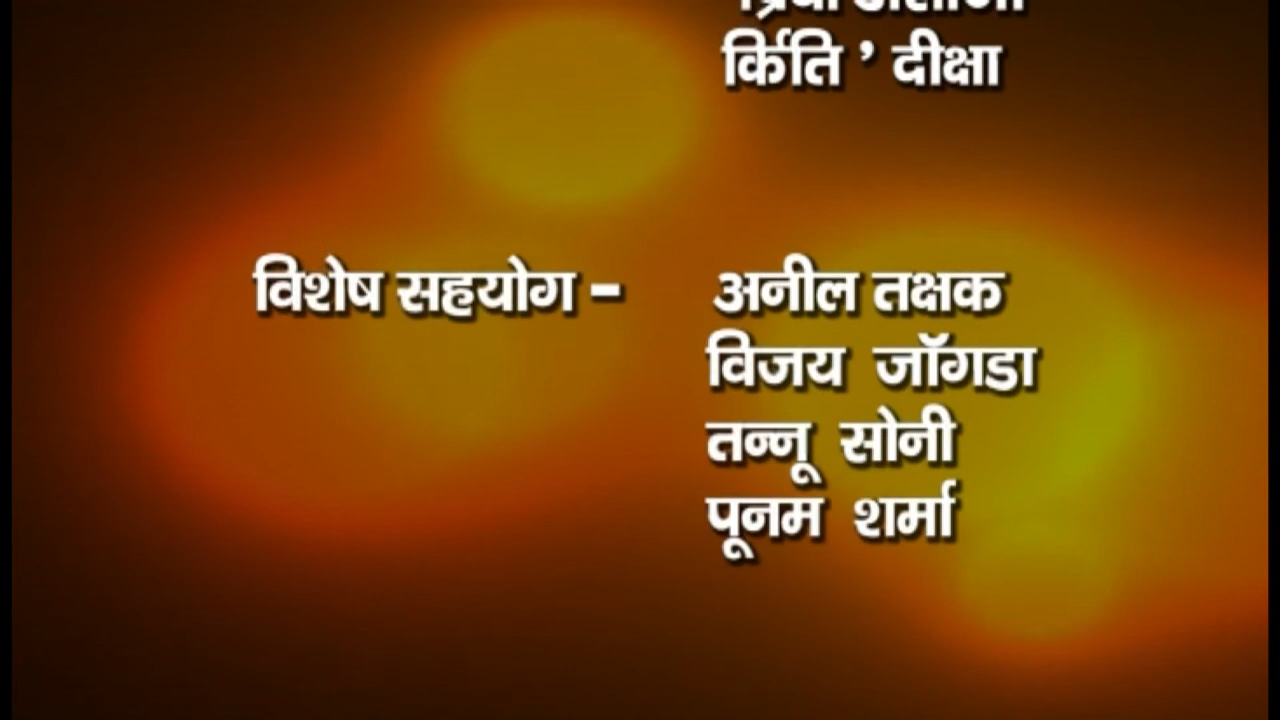 र्किति ’ दीक्षा
विशेष सहयोग - अनील तक्षक
विजय जॉगडा
तन्नू सोनी
पूनम शर्मा